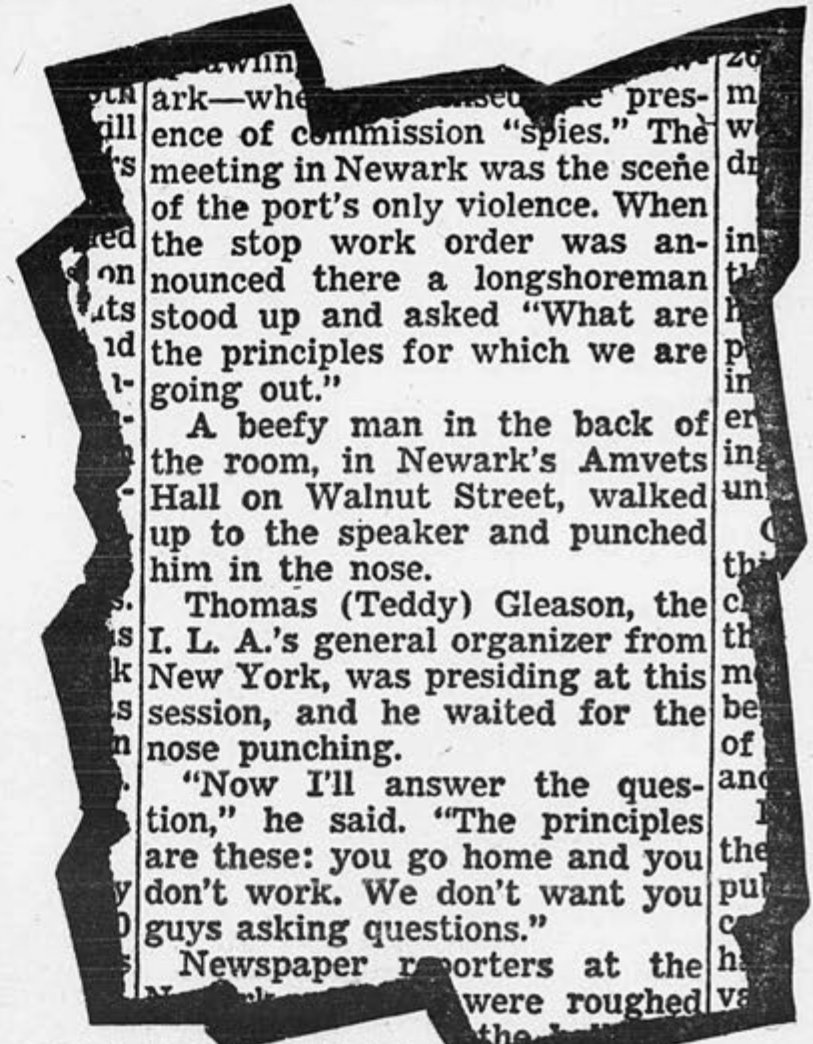 ark—
pres-
ence of commission "spies." The
meeting in Newark was the scene
of the port's only violence. When
the stop work order was an-
nounced there a longshoreman
stood up and asked "What are
the principles for which we are
going out."
A beefy man in the back of
the room, in Newark's Amvets
Hall on Walnut Street, walked
up to the speaker and punched
him in the nose.
Thomas (Teddy) Gleason, the
I. L. A.'s general organizer from
New York, was presiding at this
session, and he waited for the
nose punching.
"Now I'll answer the ques-
tion," he said. "The principles
are these: you go home and you
don't work. We don't want you
guys asking questions."
Newspaper reporters at the
were roughed
the